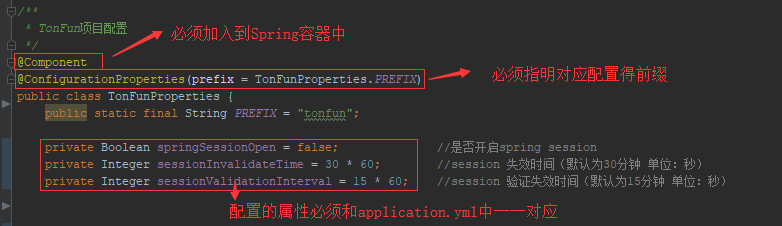 /**
 * TonFun项目配置
必须加入到Spring容器中
 */
@Component
@ConfigurationProperties(prefix = TonFunProperties.PREFIX)
必须指明对应配置得前缀
public class TonFunProperties {
public static final String PREFIX = "tonfun";
private Boolean springSessionOpen = false; //是否开启spring session
private Integer sessionInvalidateTime = 30 * 60; //session 失效时间（默认为30分钟 单位：秒）
private Integer sessionValidationInterval = 15 * 60; //session 验证失效时间（默认为15分钟 单位：秒）
配置的属性必须和application.yml中一一对应